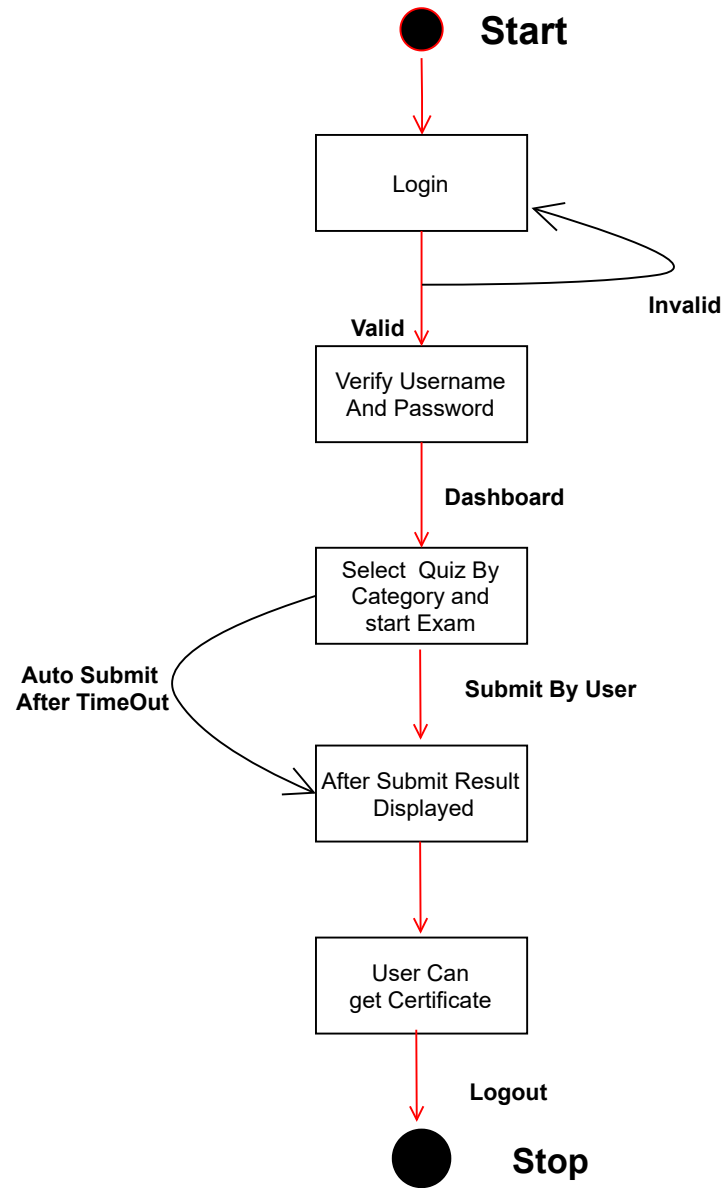 Start
Login
Invalid
Valid
Verify Username
And Password
Dashboard
Select  Quiz By
Category and
start Exam
Auto Submit
After TimeOut
Submit By User
After Submit Result
Displayed
User Can
get Certificate
Logout
Stop